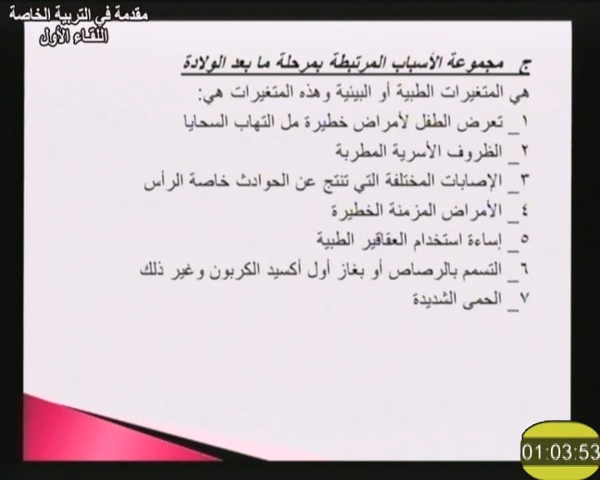 مقدمة في التربية الخاصة
اللقاء الأول
ج_ مجموعة الأسباب المرتبطة بمرحلة ما بعد الولادة
هي المتغيرات الطبية أو البيئية وهذه المتغيرات هي:
١_ تعرض الطفل لأمراض خطيرة مل التهاب السحايا
٢_ الظروف الأسرية المطربة
٣_ الإصابات المختلفة التي تنتج عن الحوادث خاصة الرأس
٤_ الأمراض المزمنة الخطيرة
٥_ إساءة استخدام العقاقير الطبية
٦_ التسمم بالرصاص أو بغاز أول أكسيد الكربون وغير ذلك
٧_ الحمى الشديدة
01:03:53